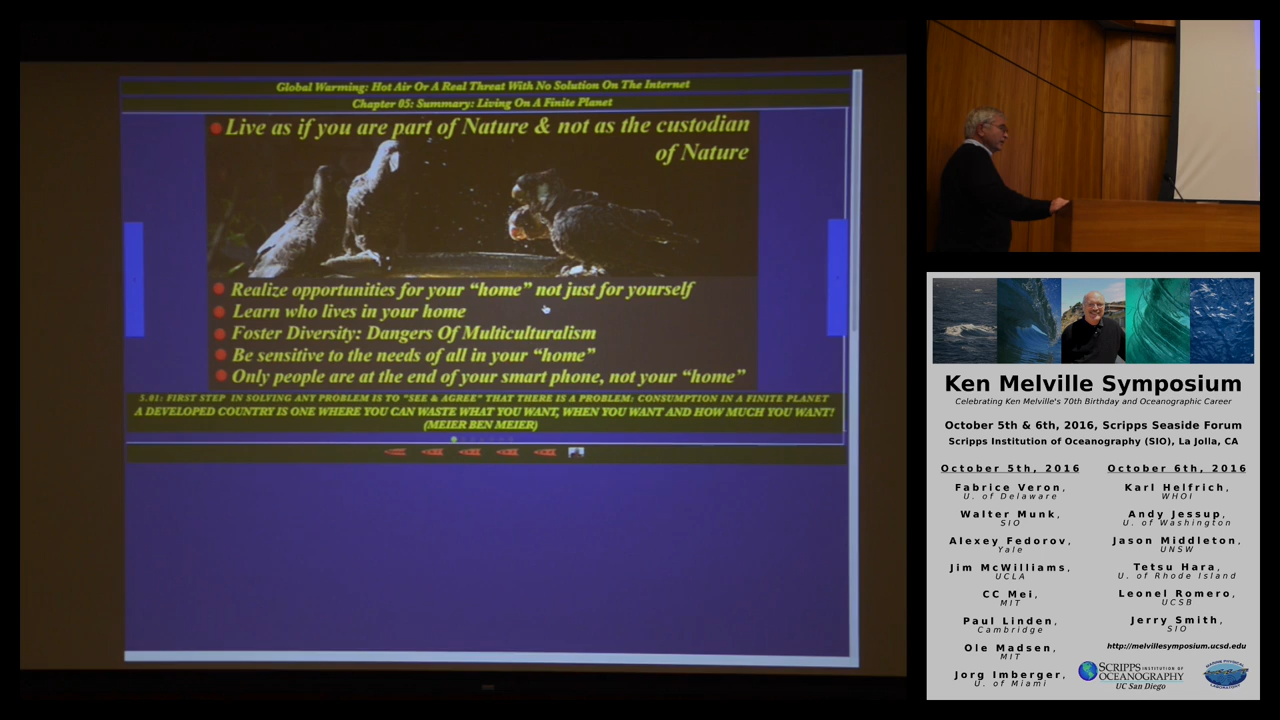 Global Warming: Hot Air Or A Real Threat With No Solution On The Internet
Chapter 05: Summary: Living On A Finite Planet
Live as if you are part of Nature & not as the custodian
of Nature
Realize opportunities for your “home” not just for yourself
Learn who lives in your home
Foster Diversity: Dangers Of Multiculturalism
Be sensitive to the needs of all in your “home”
Only people are at the end of your smart phone, not your “home”
5.01: FIRST STEP IN SOLVING ANY PROBLEM IS TO "SEE & AGREE" THAT THERE IS A PROBLEM: CONSUMPTION IN A FINITE PLANET
A DEVELOPED COUNTRY IS ONE WHERE YOU CAN WASTE WHAT YOU WANT, WHEN YOU WANT AND HOW MUCH YOU WANT!
(MEIER BEN MEIER)
Ken Melville Symposium
Celebrating Ken Melville's 70th Birthday and Oceanographic Career
October 5th & 6th, 2016, Scripps Seaside Forum
Scripps Institution of Oceanography (SIO), La Jolla, CA
October 5th, 2016
Fabrice Veron,
U. of Delaware
Walter Munk,
SIO
Alexey Fedorov,
Yale
Jim McWilliams,
UCLA
CC Mei,
MIT
Paul Linden,
Cambridge
Ole Madsen,
MIT
Jorg Imberger,
U. of Miami
October 6th, 2016
Karl Helfrich,
WHOI
Andy Jessup,
U. of Washington
Jason Middleton,
UNSW
Tetsu Hara,
U. of Rhode Island
Leonel Romero,
UCSB
Jerry Smith,
SIO
http://melvillesymposium.ucsd.edu
SCRIPPS INSTITUTION OF
OCEANOGRAPHY
UC San Diego